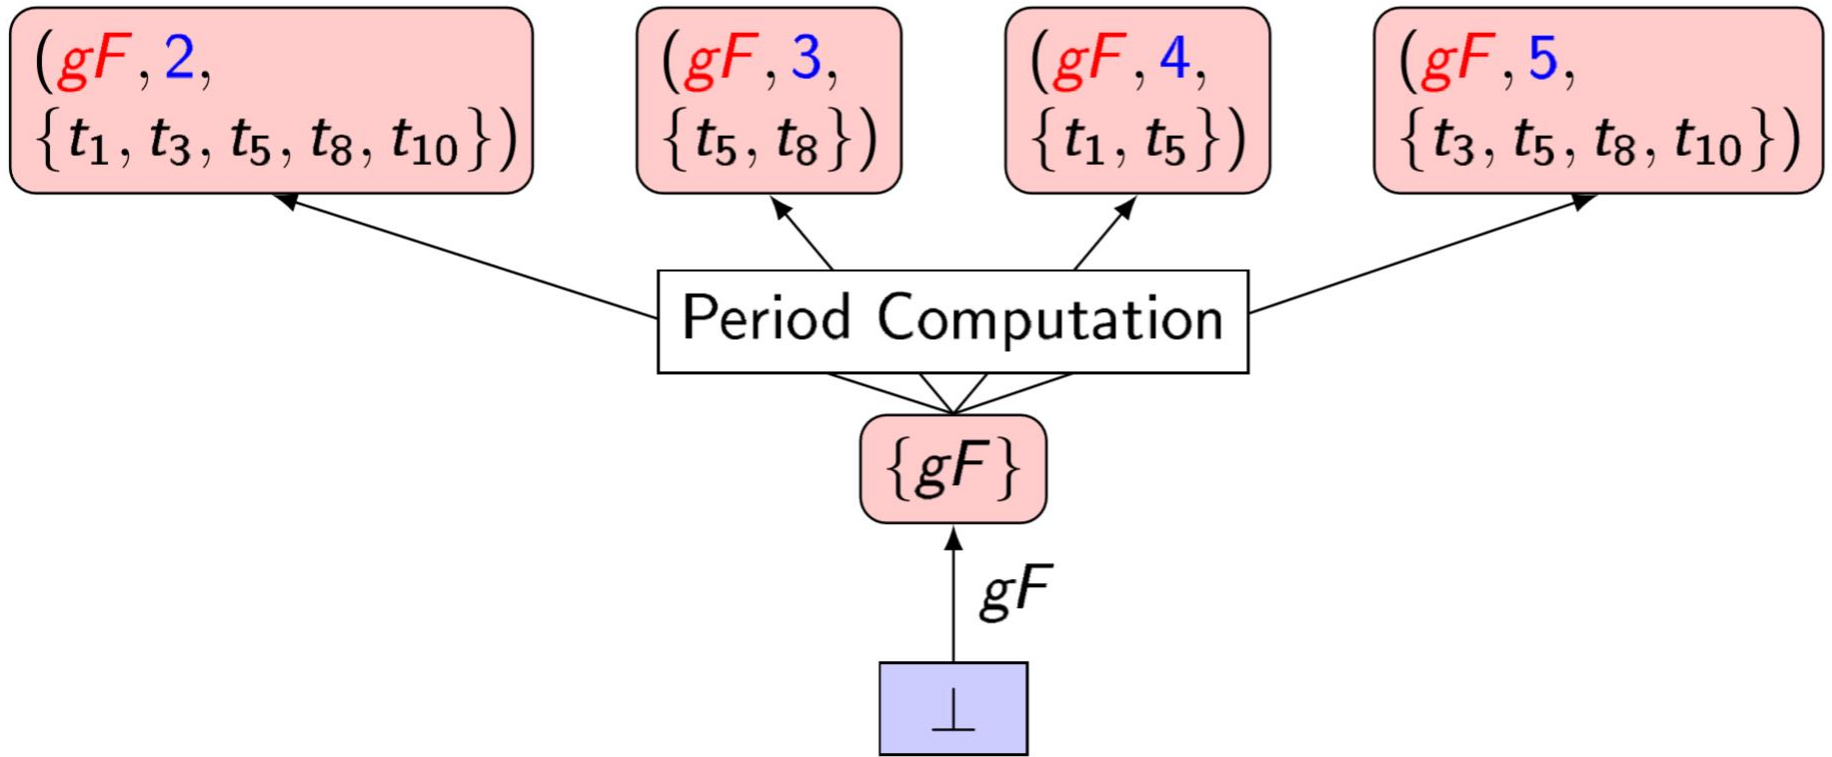 (gF, 2,
{t₁, t₃, t₅, t₈, t₁₀})
(gF, 3,
{t₅, t₈})
(gF, 4,
{t₁, t₅})
(gF, 5,
{t₃, t₅, t₈, t₁₀})
Period Computation
{gF}
gF
⊥